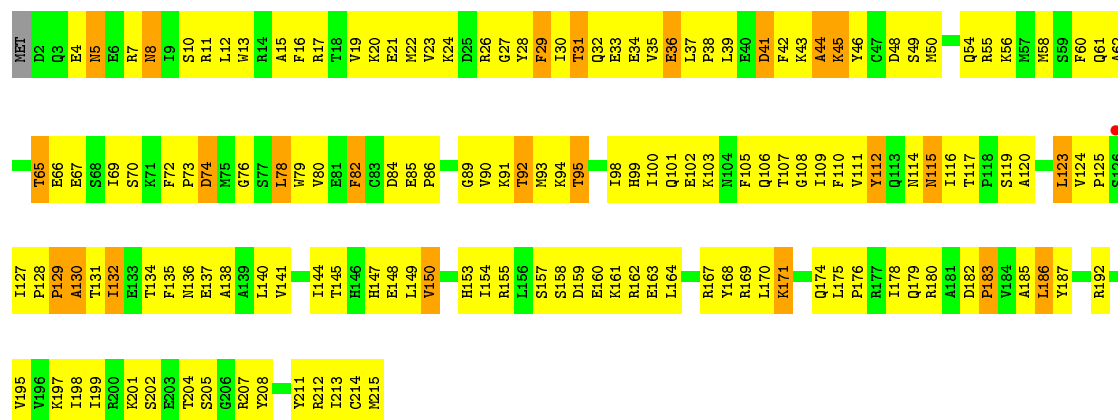 MET D2 Q3 E4 N5 E6 R7 N8 I9 S10 R11 L12 W13 R14 A15 F16 R17 T18 V19 K20 E21 M22 V23 K24 D25 R26 G27 Y28 F29 I30 T31 Q32 E33 E34 V35 E36 L37 P38 L39 E40 D41 F42 K43 A44 K45 Y46 C47 D48 S49 M50 Q54 R55 K56 M57 M58 S59 F60 Q61 A62
T65 E66 E67 S68 I69 S70 K71 F72 P73 D74 M75 G76 S77 L78 W79 V80 E81 F82 C83 D84 E85 P86 G89 V90 K91 T92 M93 K94 T95 I98 H99 I100 Q101 E102 K103 N104 F105 Q106 T107 G108 I109 F110 V111 Y112 Q113 N114 N115 I116 T117 P118 S119 A120 L123 V124 P125 S126
I127 P128 P129 A130 T131 I132 E133 T134 F135 N136 E137 A138 A139 L140 V141 I144 T145 H146 H147 E148 L149 V150 H153 I154 R155 L156 S157 S158 D159 E160 K161 R162 E163 L164 R167 Y168 R169 L170 K171 Q174 L175 P176 R177 I178 Q179 R180 A181 D182 P183 V184 A185 L186 Y187 R192
V195 V196 K197 I198 I199 R200 K201 S202 E203 T204 S205 G206 R207 Y208 Y211 R212 I213 C214 M215